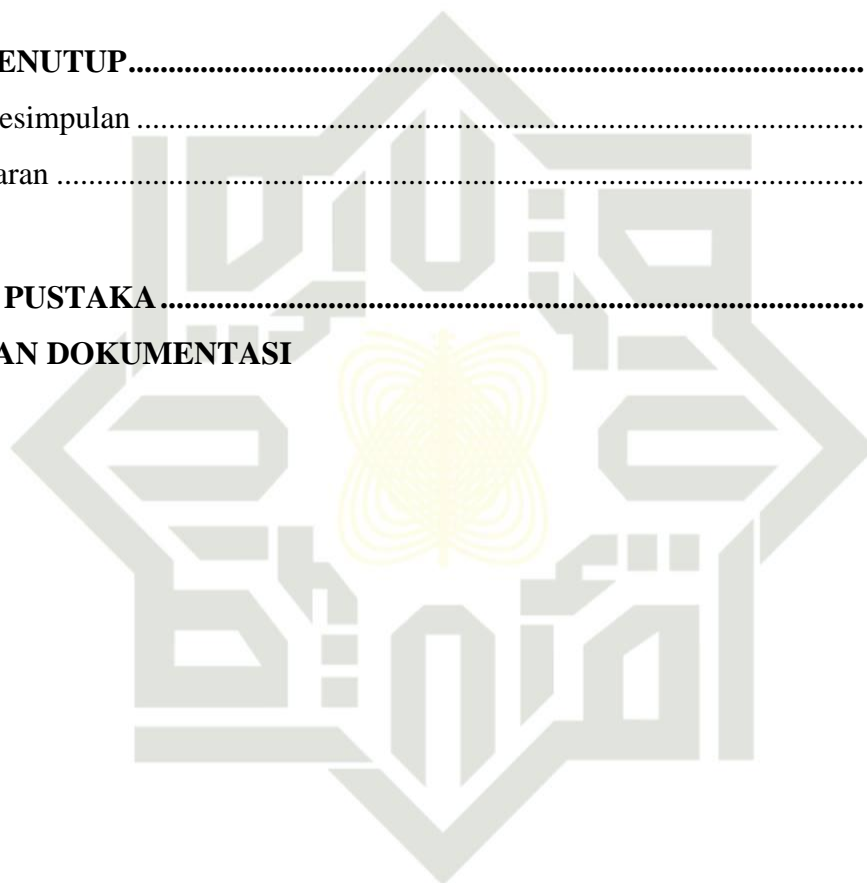 ENUTUP................................................................................................
esimpulan ................................................................................................
aran ................................................................................................
PUSTAKA................................................................................................
AN DOKUMENTASI